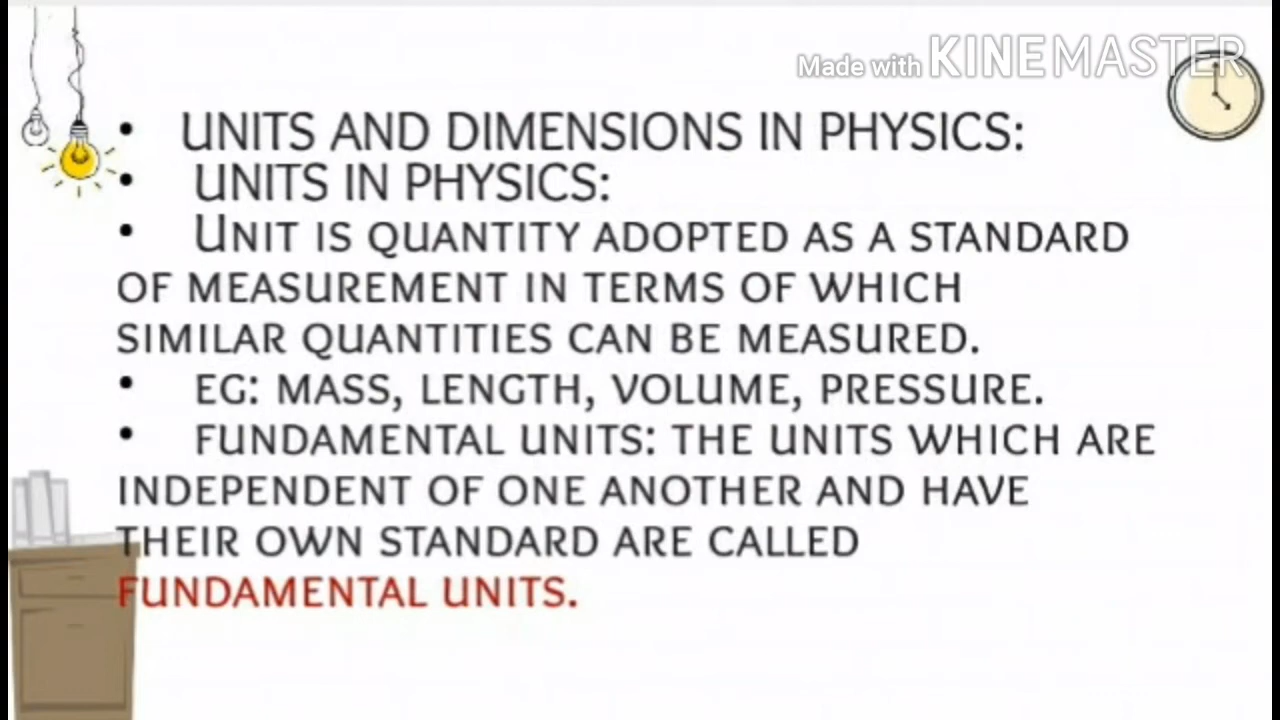 Made with KINEMASTER
• UNITS AND DIMENSIONS IN PHYSICS:
• UNITS IN PHYSICS:
• UNIT IS QUANTITY ADOPTED AS A STANDARD
OF MEASUREMENT IN TERMS OF WHICH
SIMILAR QUANTITIES CAN BE MEASURED.
• EG: MASS, LENGTH, VOLUME, PRESSURE.
• FUNDAMENTAL UNITS: THE UNITS WHICH ARE
INDEPENDENT OF ONE ANOTHER AND HAVE
THEIR OWN STANDARD ARE CALLED
FUNDAMENTAL UNITS.